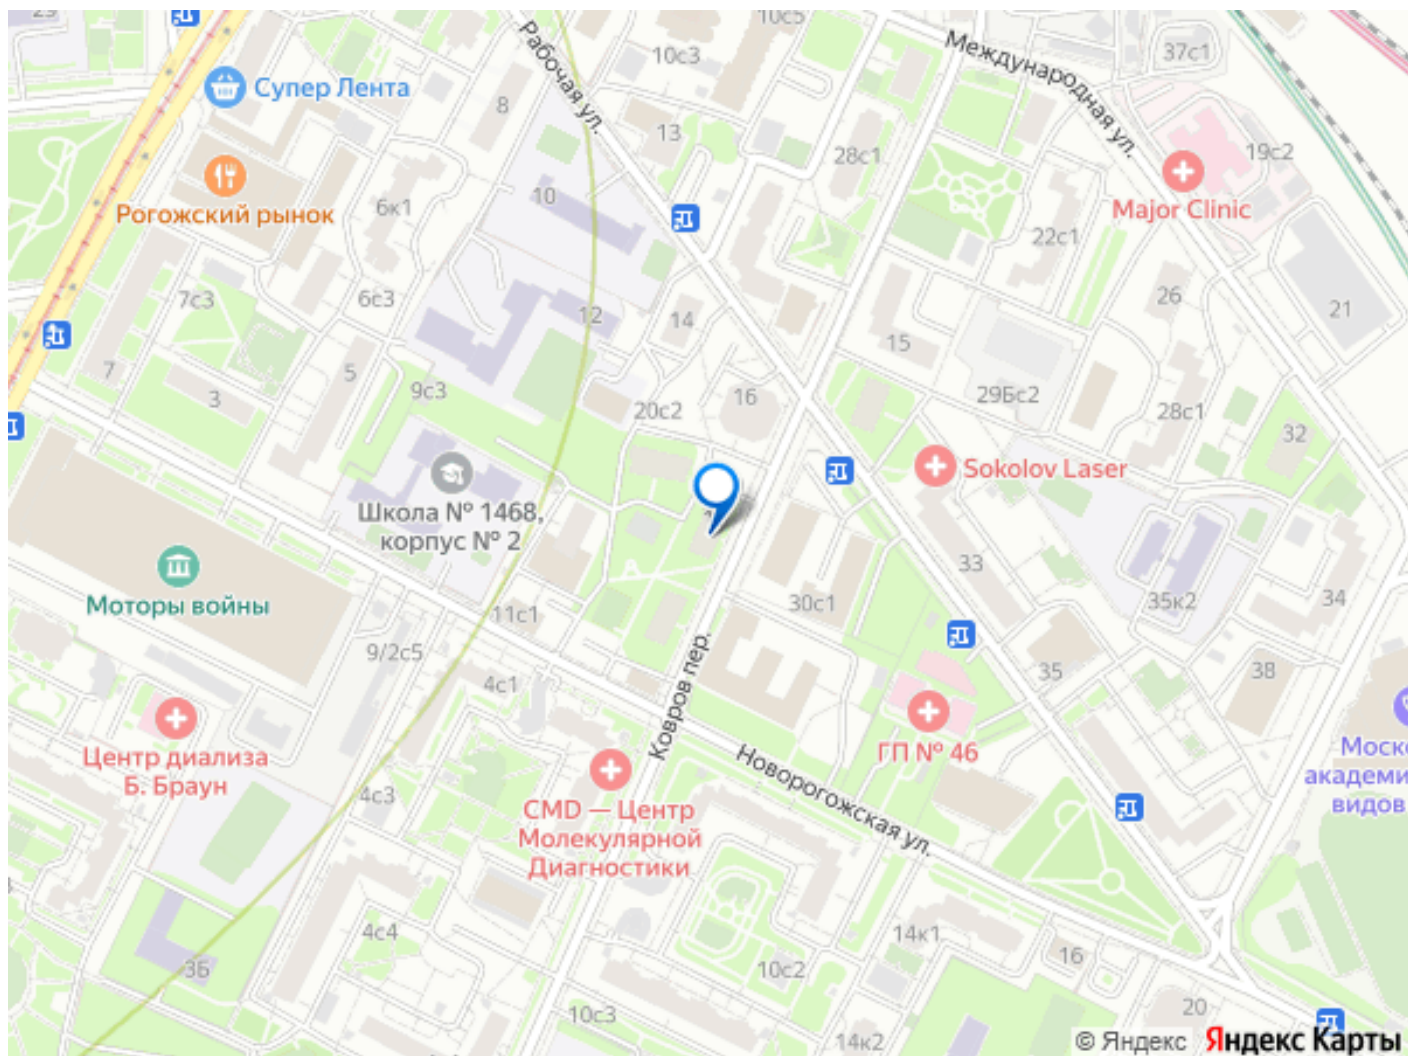 29
10с5
37с1
Международная ул.
Рабочая ул.
10с3
Супер Лента
8
13
28с1
19с2
Рогожский рынок
6к1
10
Major Clinic
22с1
7с3
6с3
12
14
26
21
15
7
3
5
9с3
20с2
16
29Бс2
28с1
32
Sokolov Laser
Школа № 1468,
корпус № 2
33
Моторы войны
11с1
30с1
35к2
34
9/2с5
4с1
Ковров пер.
35
38
Центр диализа
Б. Браун
ГП № 46
Моск
академи
видов
Новорогожская ул.
4с3
CMD — Центр
Молекулярной
Диагностики
4с4
14к1
3Б
10с2
16
10с3
14к2
20
© Яндекс Яндекс Карты